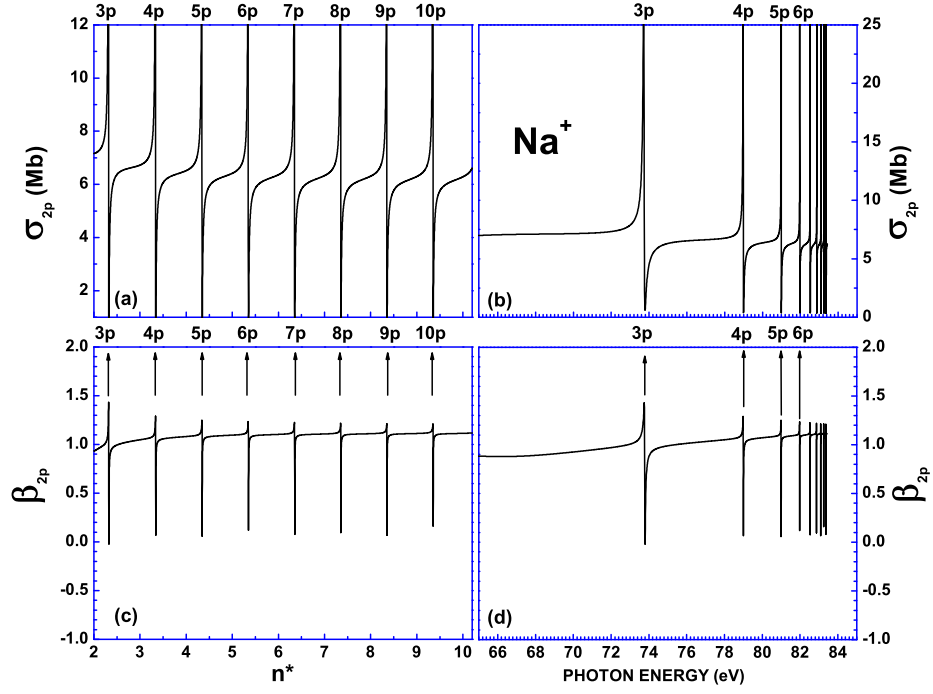 3p 4p 5p 6p 7p 8p 9p 10p
3p 4p 5p 6p
12
10
8
6
4
2
σ2p (Mb)
(a)
Na+
(b)
25
20
15
10
5
0
σ2p (Mb)
3p 4p 5p 6p 7p 8p 9p 10p
3p 4p 5p 6p
2.0
1.5
1.0
0.5
0.0
-0.5
-1.0
β2p
(c)
(d)
2.0
1.5
1.0
0.5
0.0
-0.5
-1.0
β2p
2 3 4 5 6 7 8 9 10
66 68 70 72 74 76 78 80 82 84
n*
PHOTON ENERGY (eV)